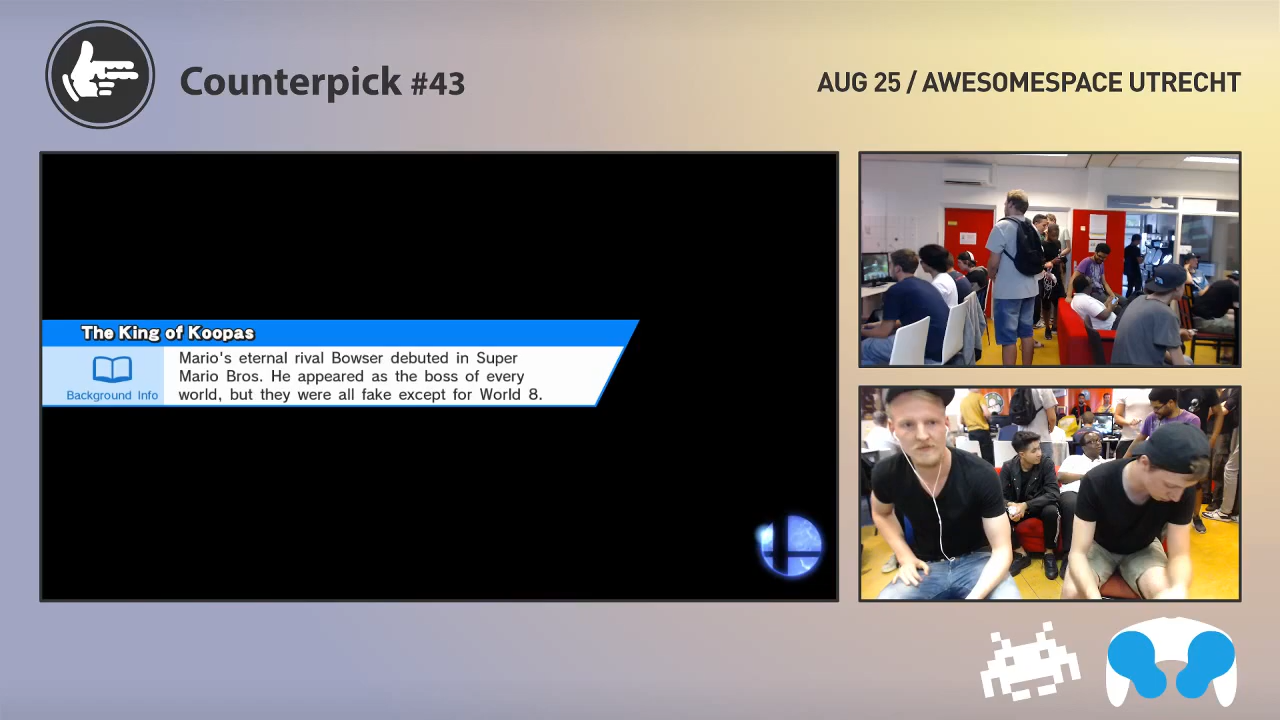 Counterpick #43
AUG 25 / AWESOMESPACE UTRECHT
The King of Koopas
Background Info
Mario's eternal rival Bowser debuted in Super
Mario Bros. He appeared as the boss of every
world, but they were all fake except for World 8.